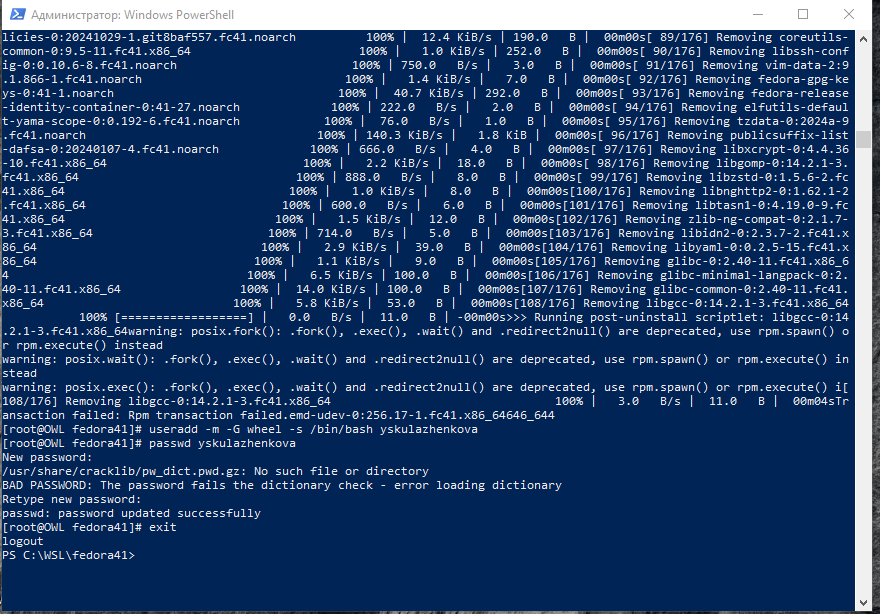 Администратор: Windows PowerShell
licies-0:20241029-1.git8baf557.fc41.noarch 100% | 12.4 KiB/s | 190.0 B | 00m00s[ 89/176] Removing coreutils-
common-0:9.5-11.fc41.x86_64 100% | 1.0 KiB/s | 252.0 B | 00m00s[ 90/176] Removing libssh-conf
ig-0:0.10.6-8.fc41.noarch 100% | 750.0 B/s | 3.0 B | 00m00s[ 91/176] Removing vim-data-2:9
.1.866-1.fc41.noarch 100% | 1.4 KiB/s | 7.0 B | 00m00s[ 92/176] Removing fedora-gpg-ke
ys-0:41-1.noarch 100% | 40.7 KiB/s | 292.0 B | 00m00s[ 93/176] Removing fedora-release
-identity-container-0:41-27.noarch 100% | 222.0 B/s | 2.0 B | 00m00s[ 94/176] Removing elfutils-defaul
t-yama-scope-0:0.192-6.fc41.noarch 100% | 76.0 B/s | 1.0 B | 00m00s[ 95/176] Removing tzdata-0:2024a-9
.fc41.noarch 100% | 140.3 KiB/s | 1.8 KiB | 00m00s[ 96/176] Removing publicsuffix-list
-dafsa-0:20240107-4.fc41.noarch 100% | 666.0 B/s | 4.0 B | 00m00s[ 97/176] Removing libxcrypt-0:4.4.36
-10.fc41.x86_64 100% | 2.2 KiB/s | 18.0 B | 00m00s[ 98/176] Removing libgomp-0:14.2.1-3.
fc41.x86_64 100% | 888.0 B/s | 8.0 B | 00m00s[ 99/176] Removing libzstd-0:1.5.6-2.fc
41.x86_64 100% | 1.0 KiB/s | 8.0 B | 00m00s[100/176] Removing libnghttp2-0:1.62.1-2
.fc41.x86_64 100% | 600.0 B/s | 6.0 B | 00m00s[101/176] Removing libtasn1-0:4.19.0-9.fc
41.x86_64 100% | 1.5 KiB/s | 12.0 B | 00m00s[102/176] Removing zlib-ng-compat-0:2.1.7-
3.fc41.x86_64 100% | 714.0 B/s | 5.0 B | 00m00s[103/176] Removing libidn2-0:2.3.7-2.fc41.x
86_64 100% | 2.9 KiB/s | 39.0 B | 00m00s[104/176] Removing libyaml-0:0.2.5-15.fc41.x
86_64 100% | 1.1 KiB/s | 9.0 B | 00m00s[105/176] Removing glibc-0:2.40-11.fc41.x86_6
4 100% | 6.5 KiB/s | 100.0 B | 00m00s[106/176] Removing glibc-minimal-langpack-0:2.
40-11.fc41.x86_64 100% | 14.0 KiB/s | 100.0 B | 00m00s[107/176] Removing glibc-common-0:2.40-11.fc41.
x86_64 100% | 5.8 KiB/s | 53.0 B | 00m00s[108/176] Removing libgcc-0:14.2.1-3.fc41.x86_64
100% [===================] | 0.0 B/s | 11.0 B | -00m00s>>> Running post-uninstall scriptlet: libgcc-0:14
.2.1-3.fc41.x86_64warning: posix.fork(): .fork(), .exec(), .wait() and .redirect2null() are deprecated, use rpm.spawn() o
r rpm.execute() instead
warning: posix.wait(): .fork(), .exec(), .wait() and .redirect2null() are deprecated, use rpm.spawn() or rpm.execute() in
stead
warning: posix.exec(): .fork(), .exec(), .wait() and .redirect2null() are deprecated, use rpm.spawn() or rpm.execute() i[
108/176] Removing libgcc-0:14.2.1-3.fc41.x86_64 100% | 3.0 B/s | 11.0 B | 00m04sTr
ansaction failed: Rpm transaction failed.emd-udev-0:256.17-1.fc41.x86_64646_644
[root@OWL fedora41]# useradd -m -G wheel -s /bin/bash yskulazhenkova
[root@OWL fedora41]# passwd yskulazhenkova
New password:
/usr/share/cracklib/pw_dict.pwd.gz: No such file or directory
BAD PASSWORD: The password fails the dictionary check - error loading dictionary
Retype new password:
passwd: password updated successfully
[root@OWL fedora41]# exit
logout
PS C:\WSL\fedora41>